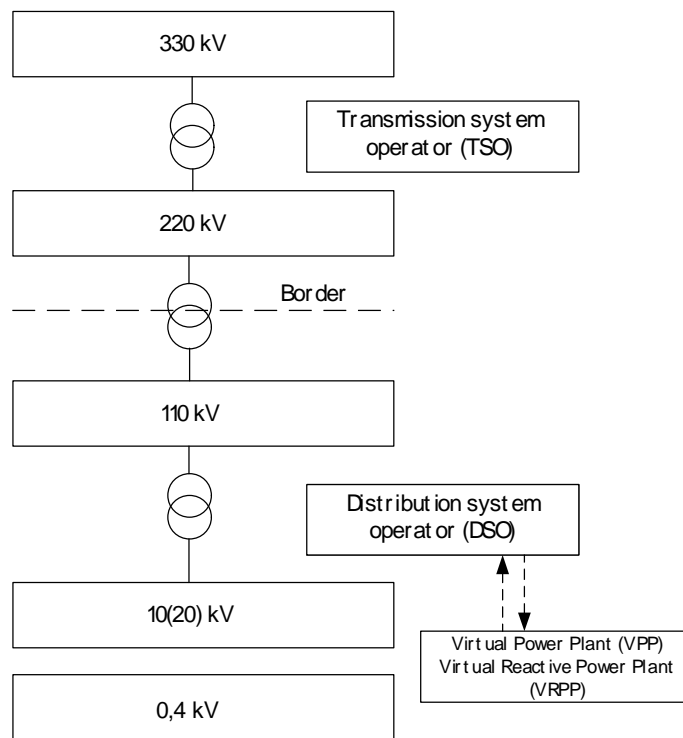 330 kV
Transmission system
operator (TSO)
220 kV
Border
110 kV
Distribution system
operator (DSO)
10(20) kV
Virtual Power Plant (VPP)
Virtual Reactive Power Plant
(VRPP)
0,4 kV